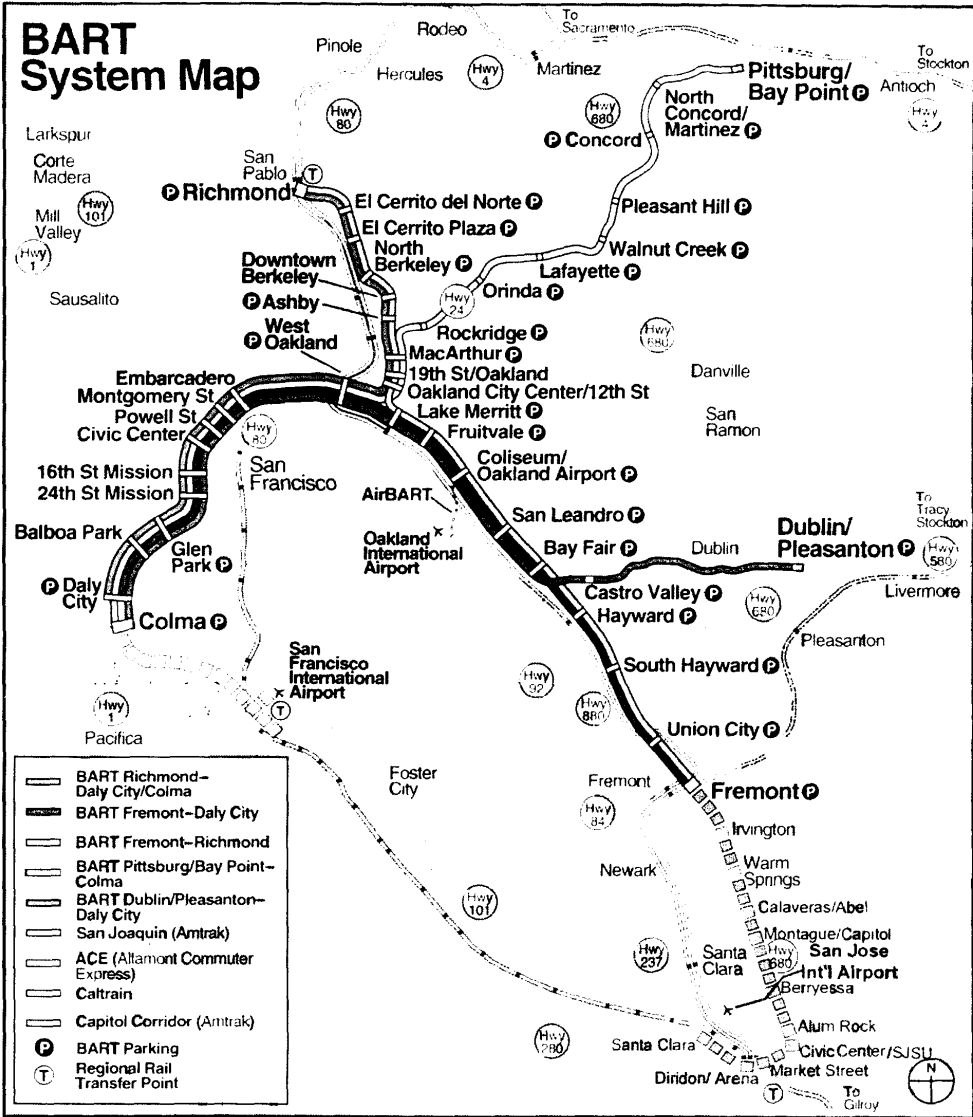 BART
System Map
Pinole
Rodeo
To
Sacramento
Hercules
Hwy
4
Martinez
To
Stockton
Pittsburg/
Bay Point P
Antioch
Hwy
4
Hwy
80
Hwy
680
North
Concord/
Martinez P
P Concord
Larkspur
Corte
Madera
Hwy
101
Mill
Valley
Hwy
1
Sausalito
San
Pablo
T
P Richmond
El Cerrito del Norte P
El Cerrito Plaza P
North
Berkeley P
Pleasant Hill P
Walnut Creek P
Lafayette P
Orinda P
Hwy
24
Downtown
Berkeley
P Ashby
West
P Oakland
Rockridge P
MacArthur P
19th St/Oakland
Oakland City Center/12th St
Lake Merritt P
Fruitvale P
Coliseum/
Oakland Airport P
Hwy
680
Danville
San
Ramon
Embarcadero
Montgomery St
Powell St
Civic Center
Hwy
80
16th St Mission
24th St Mission
San
Francisco
AirBART
Oakland
International
Airport
San Leandro P
Bay Fair P
Dublin
Dublin/
Pleasanton P
To
Tracy
Stockton
Hwy
580
Livermore
Balboa Park
Glen
Park P
P Daly
City
Colma P
Castro Valley P
Hwy
680
Hayward P
Pleasanton
South Hayward P
San
Francisco
International
Airport
T
Hwy
92
Hwy
880
Union City P
Hwy
1
Pacifica
Foster
City
Fremont
Fremont P
Hwy
84
Irvington
Newark
Warm
Springs
Calaveras/Abel
Montague/Capitol
Hwy
101
Hwy
237
Santa
Clara
Hwy
680
San Jose
Int'l Airport
Berryessa
Alum Rock
Hwy
280
Santa Clara
Civic Center/SJSU
Diridon/ Arena
Market Street
T
To
Gilroy
N
BART Richmond–
Daly City/Colma
BART Fremont–Daly City
BART Fremont–Richmond
BART Pittsburg/Bay Point–
Colma
BART Dublin/Pleasanton–
Daly City
San Joaquin (Amtrak)
ACE (Altamont Commuter
Express)
Caltrain
Capitol Corridor (Amtrak)
P BART Parking
T Regional Rail
Transfer Point